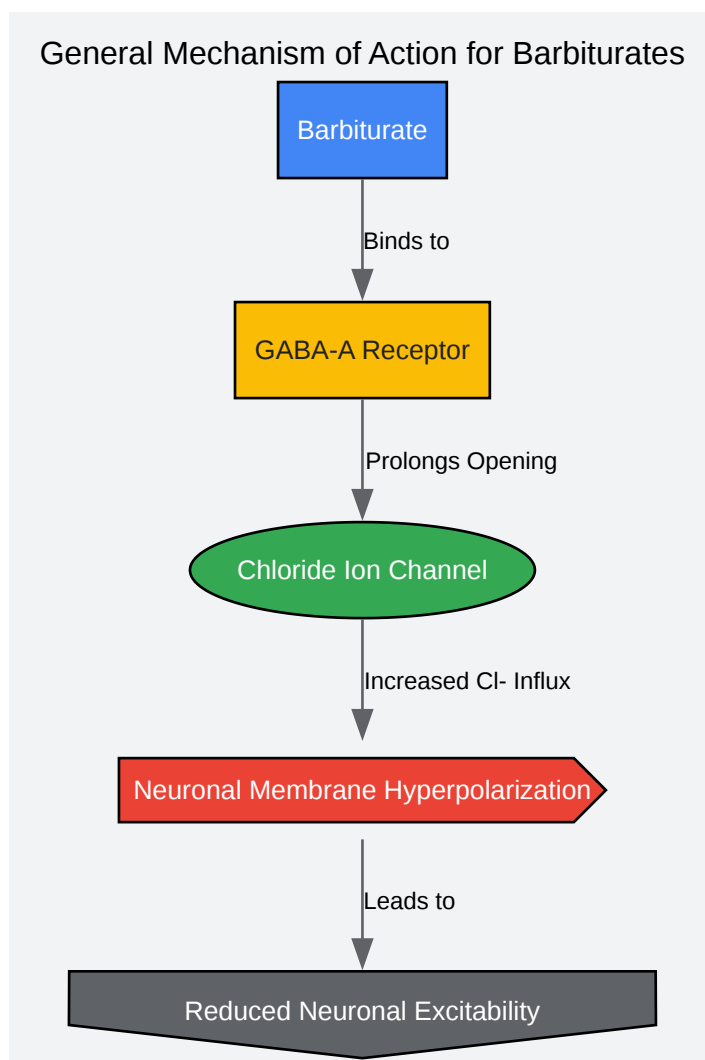 General Mechanism of Action for Barbiturates
Barbiturate
Binds to
GABA-A Receptor
Prolongs Opening
Chloride Ion Channel
Increased Cl- Influx
Neuronal Membrane Hyperpolarization
Leads to
Reduced Neuronal Excitability